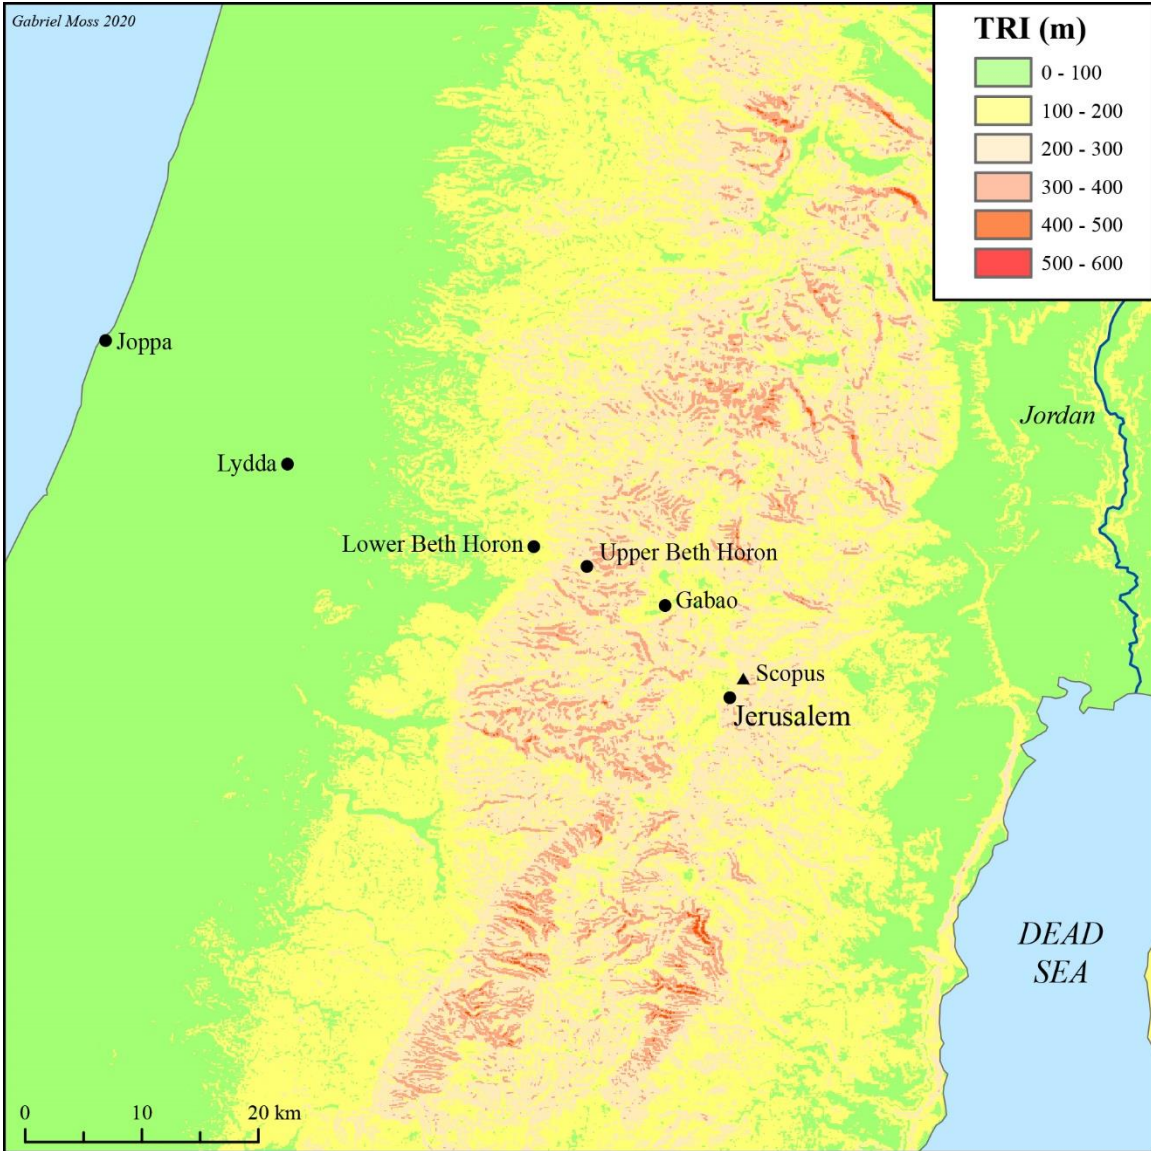 Gabriel Moss 2020
TRI (m)
0 - 100
100 - 200
200 - 300
300 - 400
400 - 500
500 - 600
Joppa
Jordan
Lydda
Lower Beth Horon
Upper Beth Horon
Gabao
Scopus
Jerusalem
DEAD
SEA
0 10 20 km